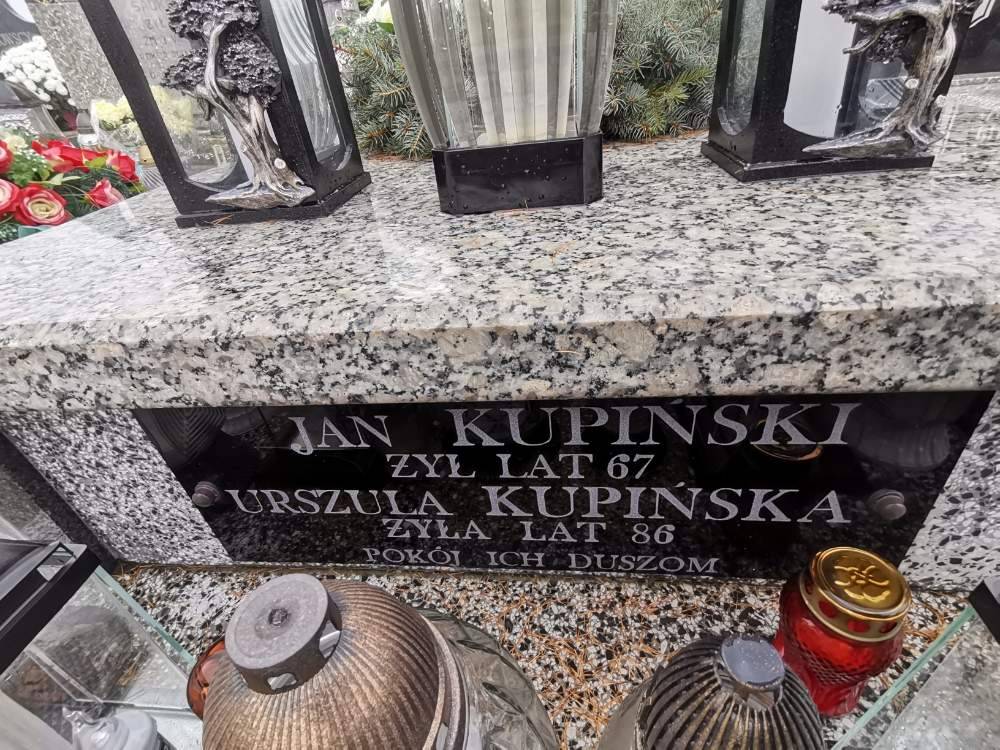 JAN KUPIŃSKI
ŻYŁ LAT 67
URSZULA KUPIŃSKA
ŻYŁA LAT 86
POKÓJ ICH DUSZOM